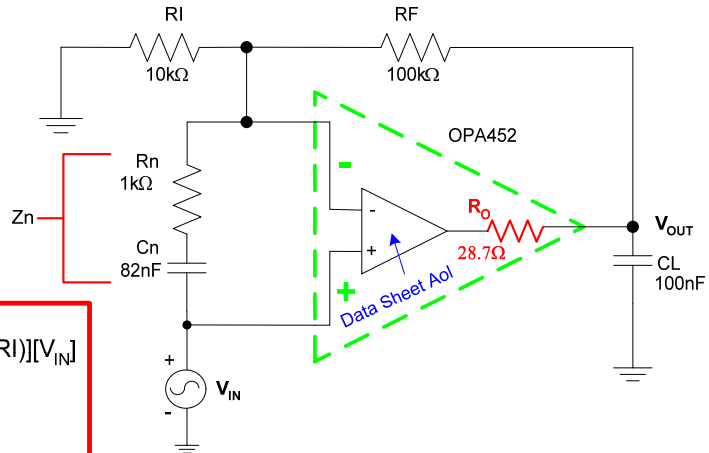 RI
10kΩ
RF
100kΩ
OPA452
Rn
1kΩ
Zn
Cn
82nF
-
+
-
+
Data Sheet Aol
RO
28.7Ω
VOUT
CL
100nF
RI)][VIN]
+
-
VIN